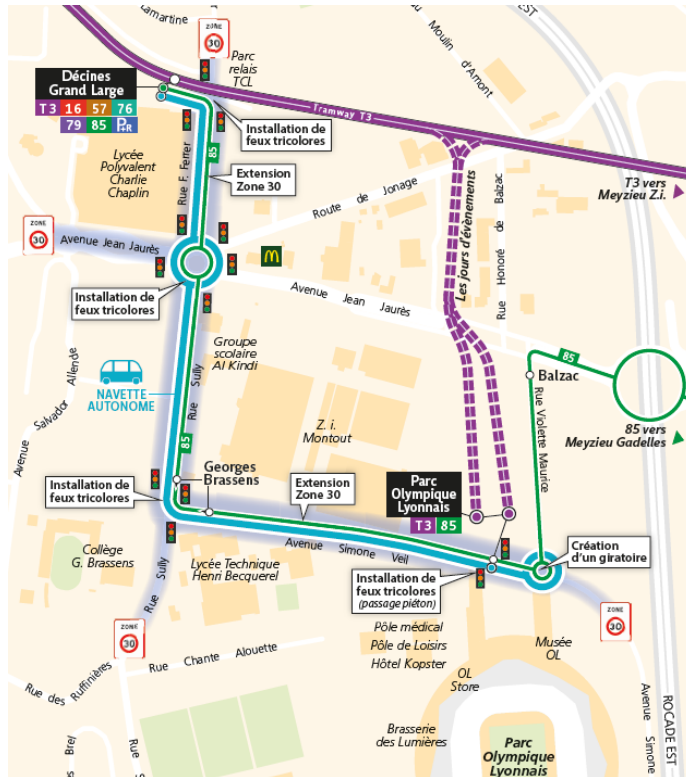 Lamartine
ZONE
30
Parc
relais
TCL
du Moulin d'Amont
ROCADE EST
Décines
Grand Large
T3 16 57 76
79 85 P+R
Tramway T3
Installation de
feux tricolores
Lycée
Polyvalent
Charlie
Chaplin
Rue F. Ferrer
85
Extension
Zone 30
T3 vers
Meyzieu Z.i.
Route de Jonage
Les jours d'évènements
Rue Honoré de Balzac
ZONE
30
Avenue Jean Jaurès
M
Installation de
feux tricolores
Avenue Jean Jaurès
Groupe
scolaire
Al Kindi
85
Balzac
NAVETTE
AUTONOME
Avenue Salvador Allende
Rue Sully
85
Rue Violette Maurice
85 vers
Meyzieu Gadelles
Z. i.
Montout
Georges
Brassens
Installation de
feux tricolores
Extension
Zone 30
Parc
Olympique
Lyonnais
T3 85
Avenue Simone Veil
Création
d'un giratoire
Collège
G. Brassens
Rue Sully
Lycée Technique
Henri Becquerel
Installation de
feux tricolores
(passage piéton)
ZONE
30
ZONE
30
Pôle médical
Pôle de Loisirs
Hôtel Kopster
Musée
OL
Rue Chante Alouette
Rue des Ruffinières
OL
Store
Avenue Simone
ROCADE EST
Brel
Rue
Brasserie
des Lumières
Parc
Olympique
Lyonnais